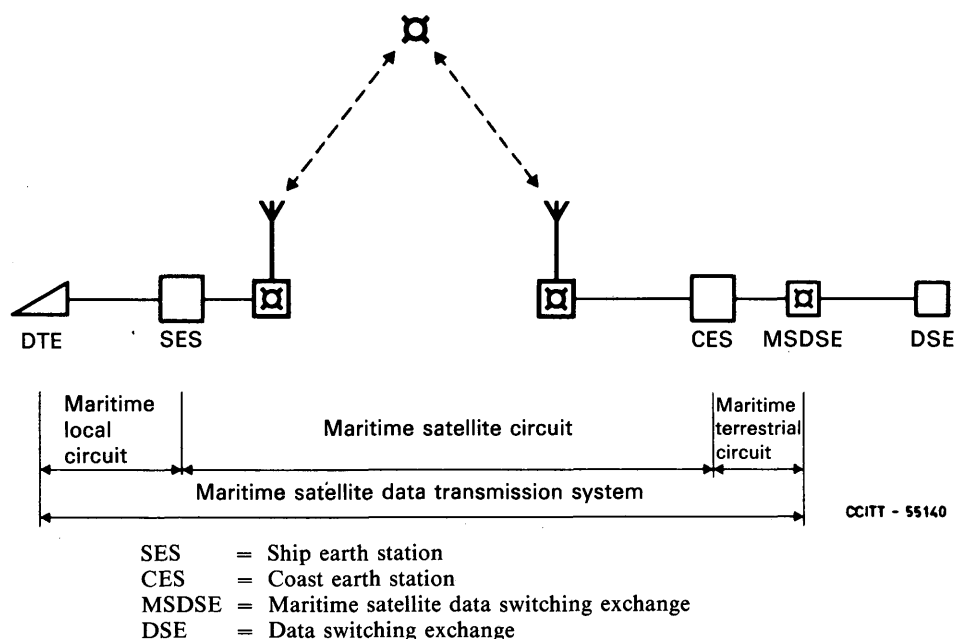 DTE
SES
CES
MSDSE
DSE
Maritime
local
circuit
Maritime satellite circuit
Maritime
terrestrial
circuit
Maritime satellite data transmission system
CCITT - 55140
SES = Ship earth station
CES = Coast earth station
MSDSE = Maritime satellite data switching exchange
DSE = Data switching exchange